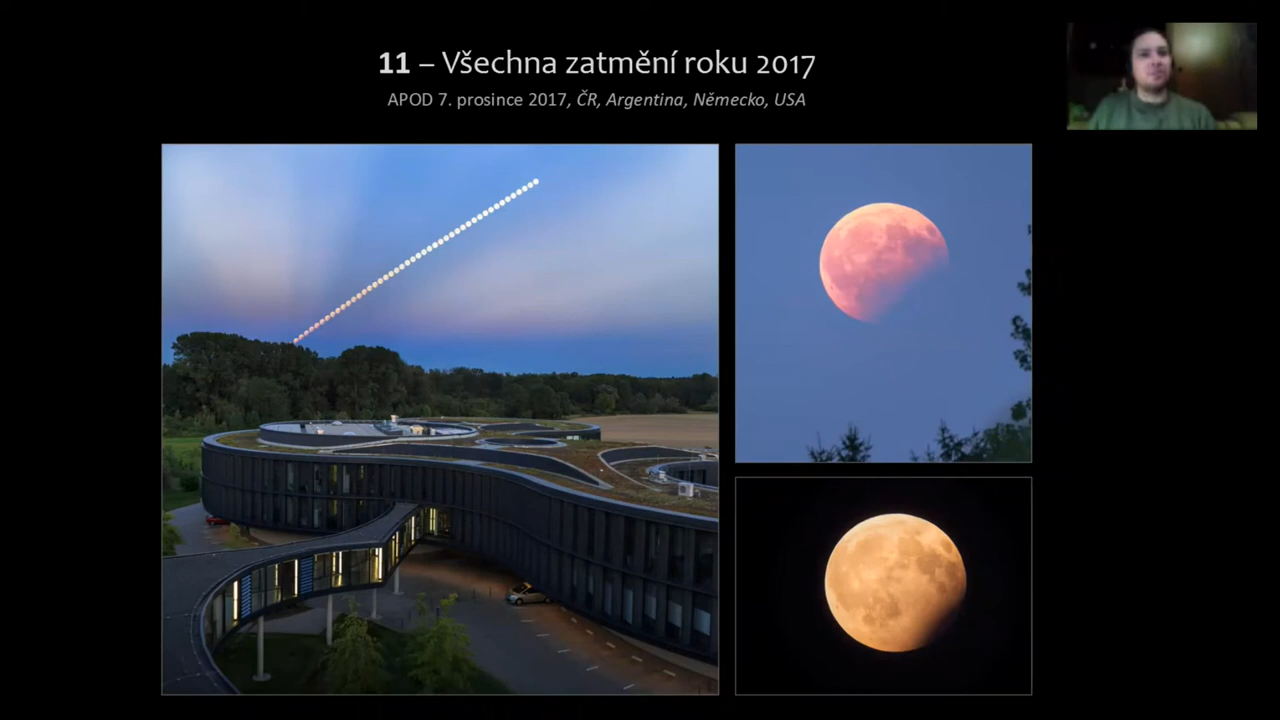 11 – Všechna zatmění roku 2017
APOD 7. prosince 2017, ČR, Argentina, Německo, USA